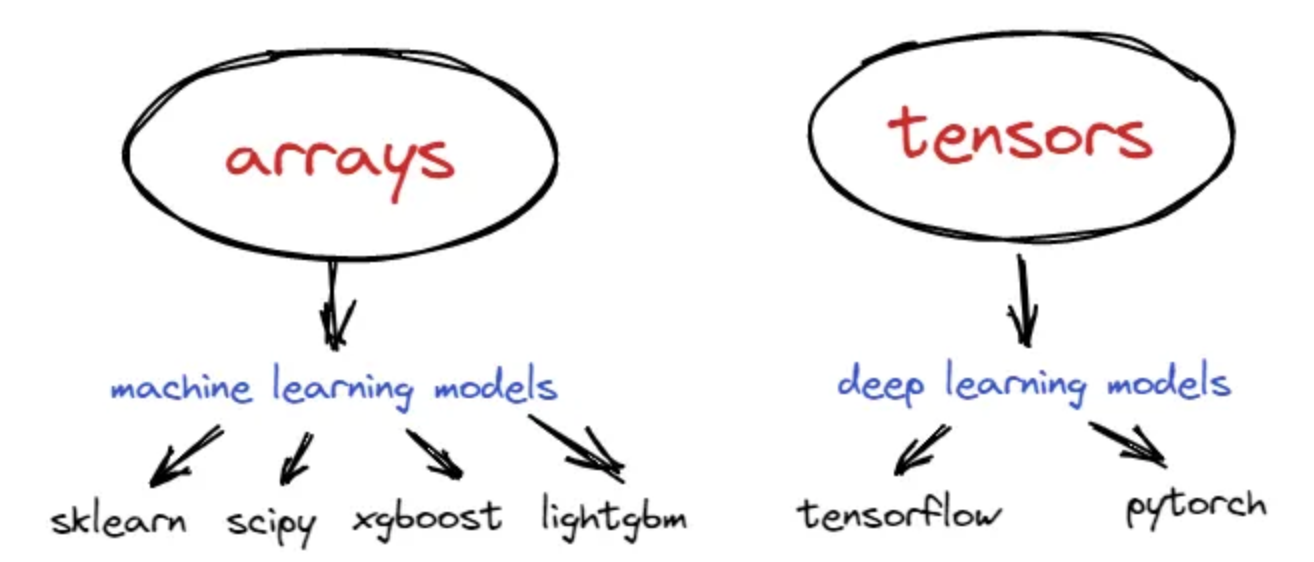 arrays
tensors
machine learning models
deep learning models
sklearn scipy xgboost lightgbm
tensorflow pytorch